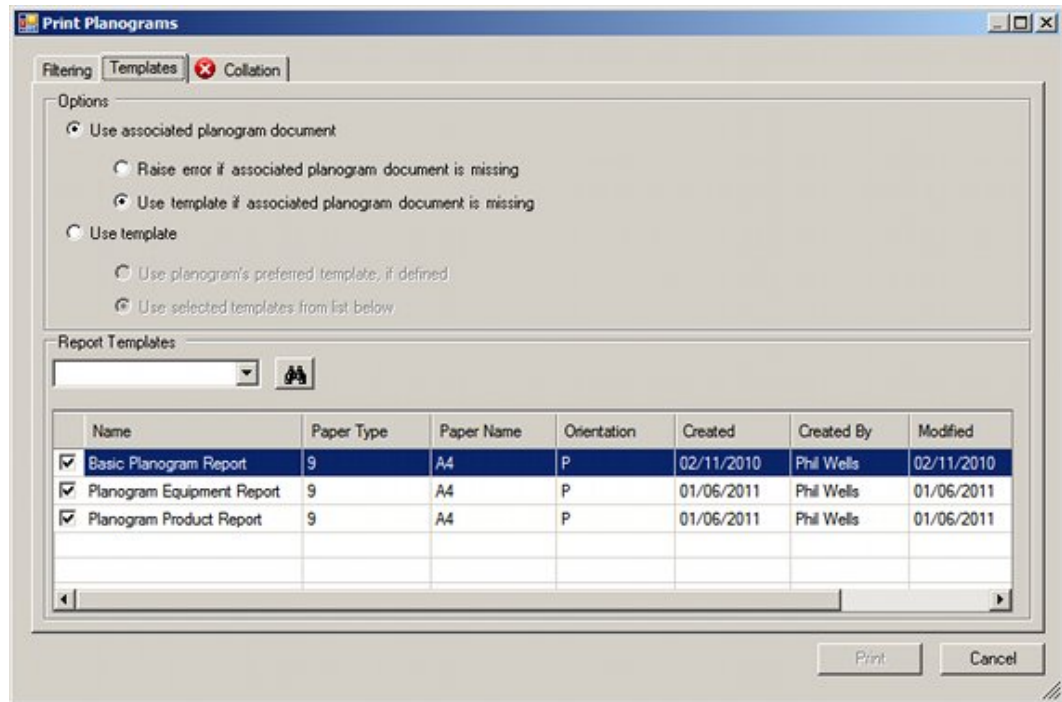 Print Planograms
Filtering Templates Collation
Options
Use associated planogram document
Raise error if associated planogram document is missing
Use template if associated planogram document is missing
Use template
Use planogram's preferred template, if defined
Use selected templates from list below
Report Templates
Name Paper Type Paper Name Orientation Created Created By Modified
Basic Planogram Report 9 A4 P 02/11/2010 Phil Wells 02/11/2010
Planogram Equipment Report 9 A4 P 01/06/2011 Phil Wells 01/06/2011
Planogram Product Report 9 A4 P 01/06/2011 Phil Wells 01/06/2011
Print Cancel